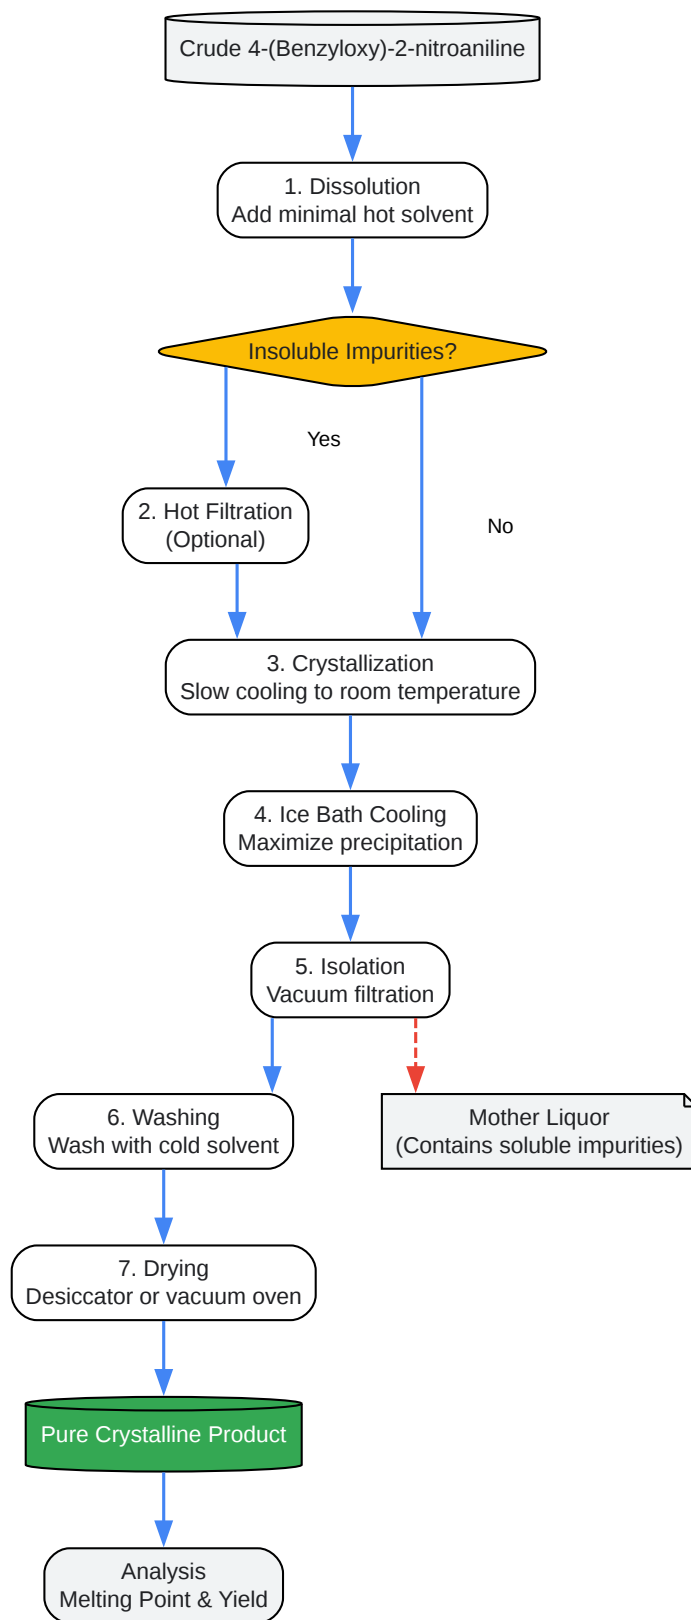 Crude 4-(Benzyloxy)-2-nitroaniline
1. Dissolution
Add minimal hot solvent
Insoluble Impurities?
Yes
2. Hot Filtration
(Optional)
No
3. Crystallization
Slow cooling to room temperature
4. Ice Bath Cooling
Maximize precipitation
5. Isolation
Vacuum filtration
6. Washing
Wash with cold solvent
Mother Liquor
(Contains soluble impurities)
7. Drying
Desiccator or vacuum oven
Pure Crystalline Product
Analysis
Melting Point & Yield